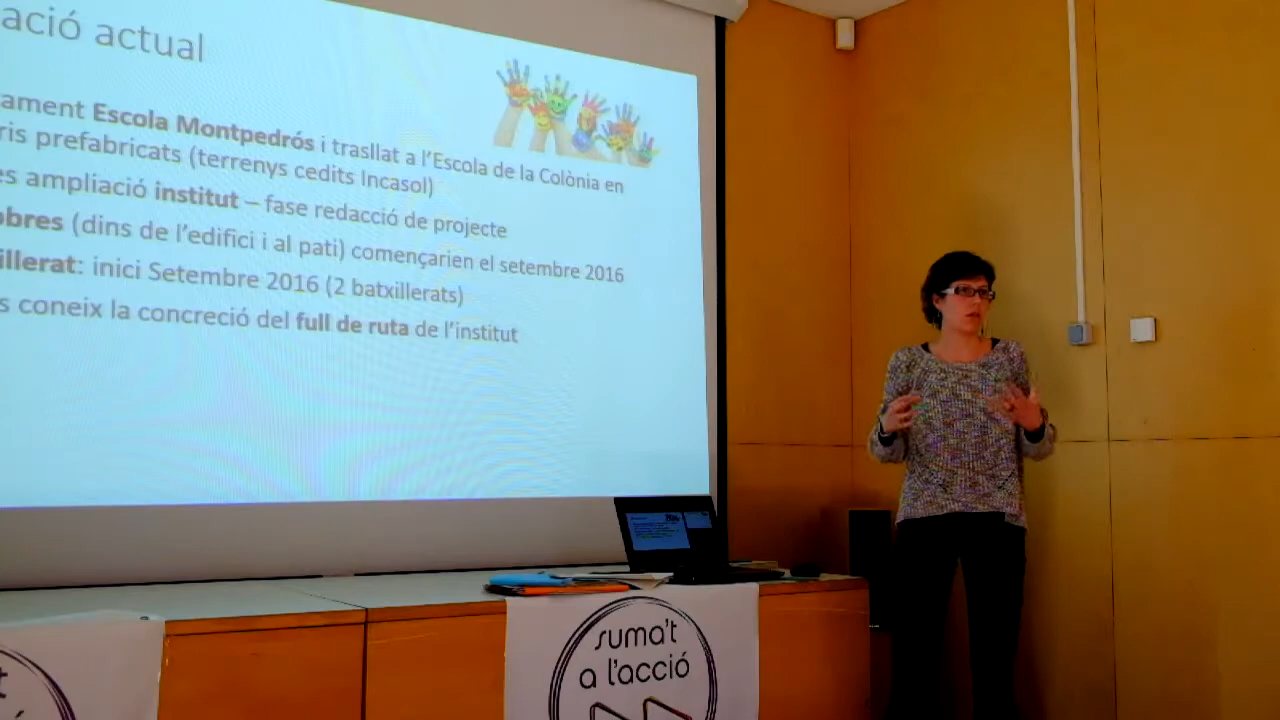 ació actual
ament Escola Montpedrós i trasllat a l'Escola de la Colònia en
ris prefabricats (terrenys cedits Incasol)
es ampliació institut – fase redacció de projecte
obres (dins de l'edifici i al pati) començarien el setembre 2016
illerat: inici Setembre 2016 (2 batxillerats)
s coneix la concreció del full de ruta de l'institut
suma't
a l'acció
t